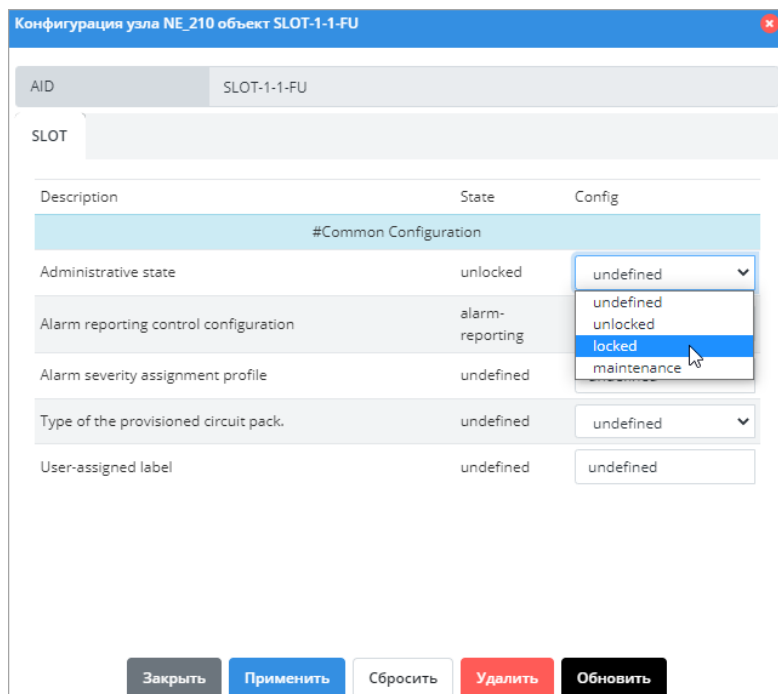 Конфигурация узла NE_210 объект SLOT-1-1-FU
AID SLOT-1-1-FU
SLOT
Description State Config
#Common Configuration
Administrative state unlocked undefined
undefined
unlocked
locked
maintenance
Alarm reporting control configuration alarm-
reporting
Alarm severity assignment profile undefined
Type of the provisioned circuit pack. undefined undefined
User-assigned label undefined undefined
Закрыть Применить Сбросить Удалить Обновить